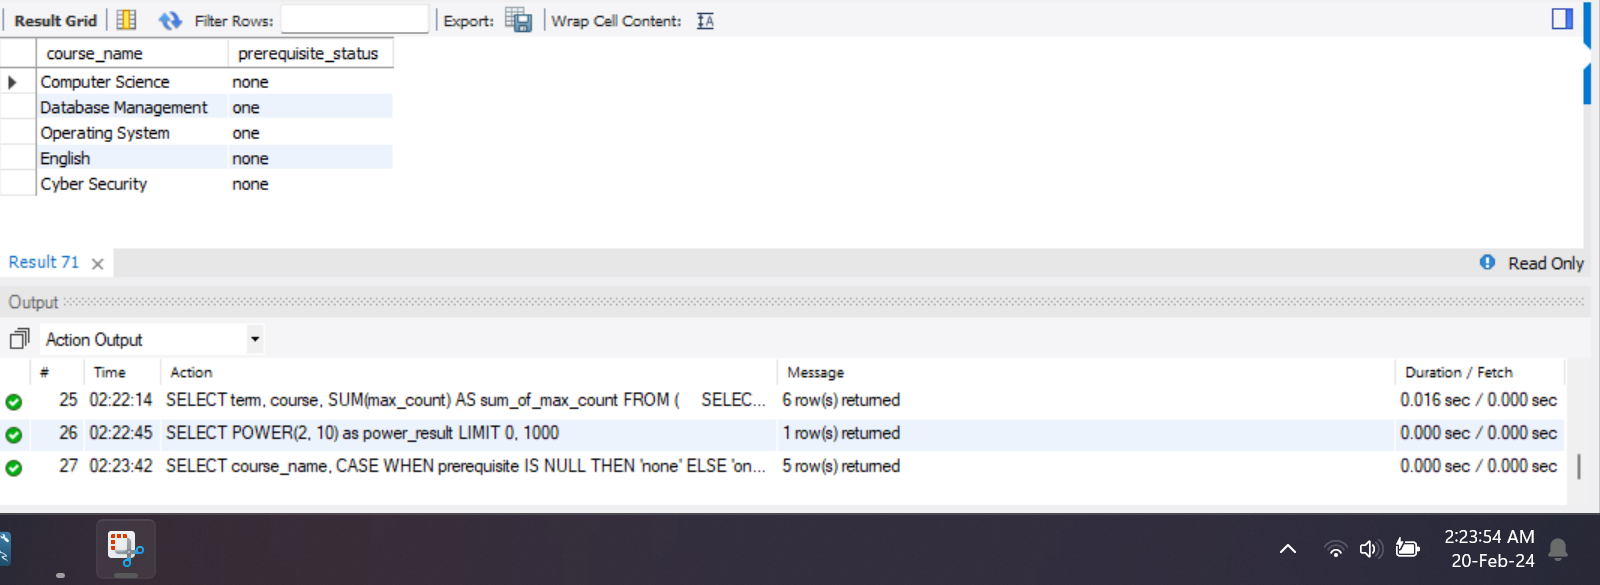 Result Grid Filter Rows: Export: Wrap Cell Content: IA
course_name prerequisite_status
Computer Science none
Database Management one
Operating System one
English none
Cyber Security none
Result 71 Read Only
Output
Action Output
# Time Action Message Duration / Fetch
25 02:22:14 SELECT term, course, SUM(max_count) AS sum_of_max_count FROM ( SELEC... 6 row(s) returned 0.016 sec / 0.000 sec
26 02:22:45 SELECT POWER(2, 10) as power_result LIMIT 0, 1000 1 row(s) returned 0.000 sec / 0.000 sec
27 02:23:42 SELECT course_name, CASE WHEN prerequisite IS NULL THEN 'none' ELSE 'on... 5 row(s) returned 0.000 sec / 0.000 sec
2:23:54 AM
20-Feb-24